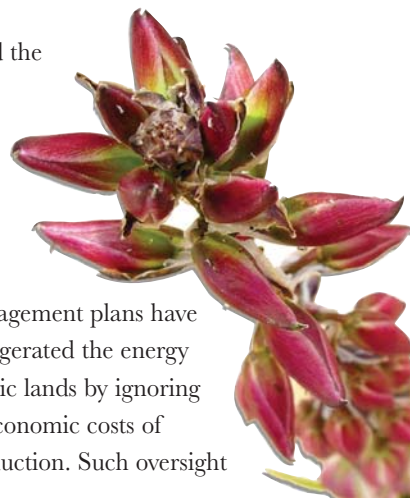 l the
agement plans have
gerated the energy
ic lands by ignoring
conomic costs of
uction. Such oversight